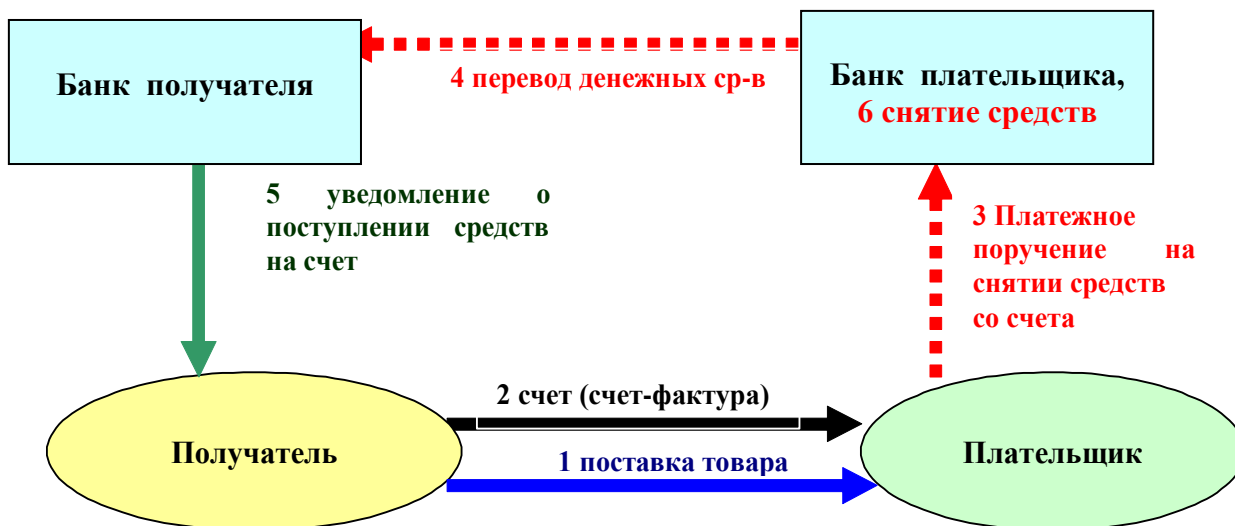 Банк получателя
4 перевод денежных ср-в
Банк плательщика,
6 снятие средств
5 уведомление о
поступлении средств
на счет
3 Платежное
поручение на
снятии средств
со счета
2 счет (счет-фактура)
Получатель
1 поставка товара
Плательщик